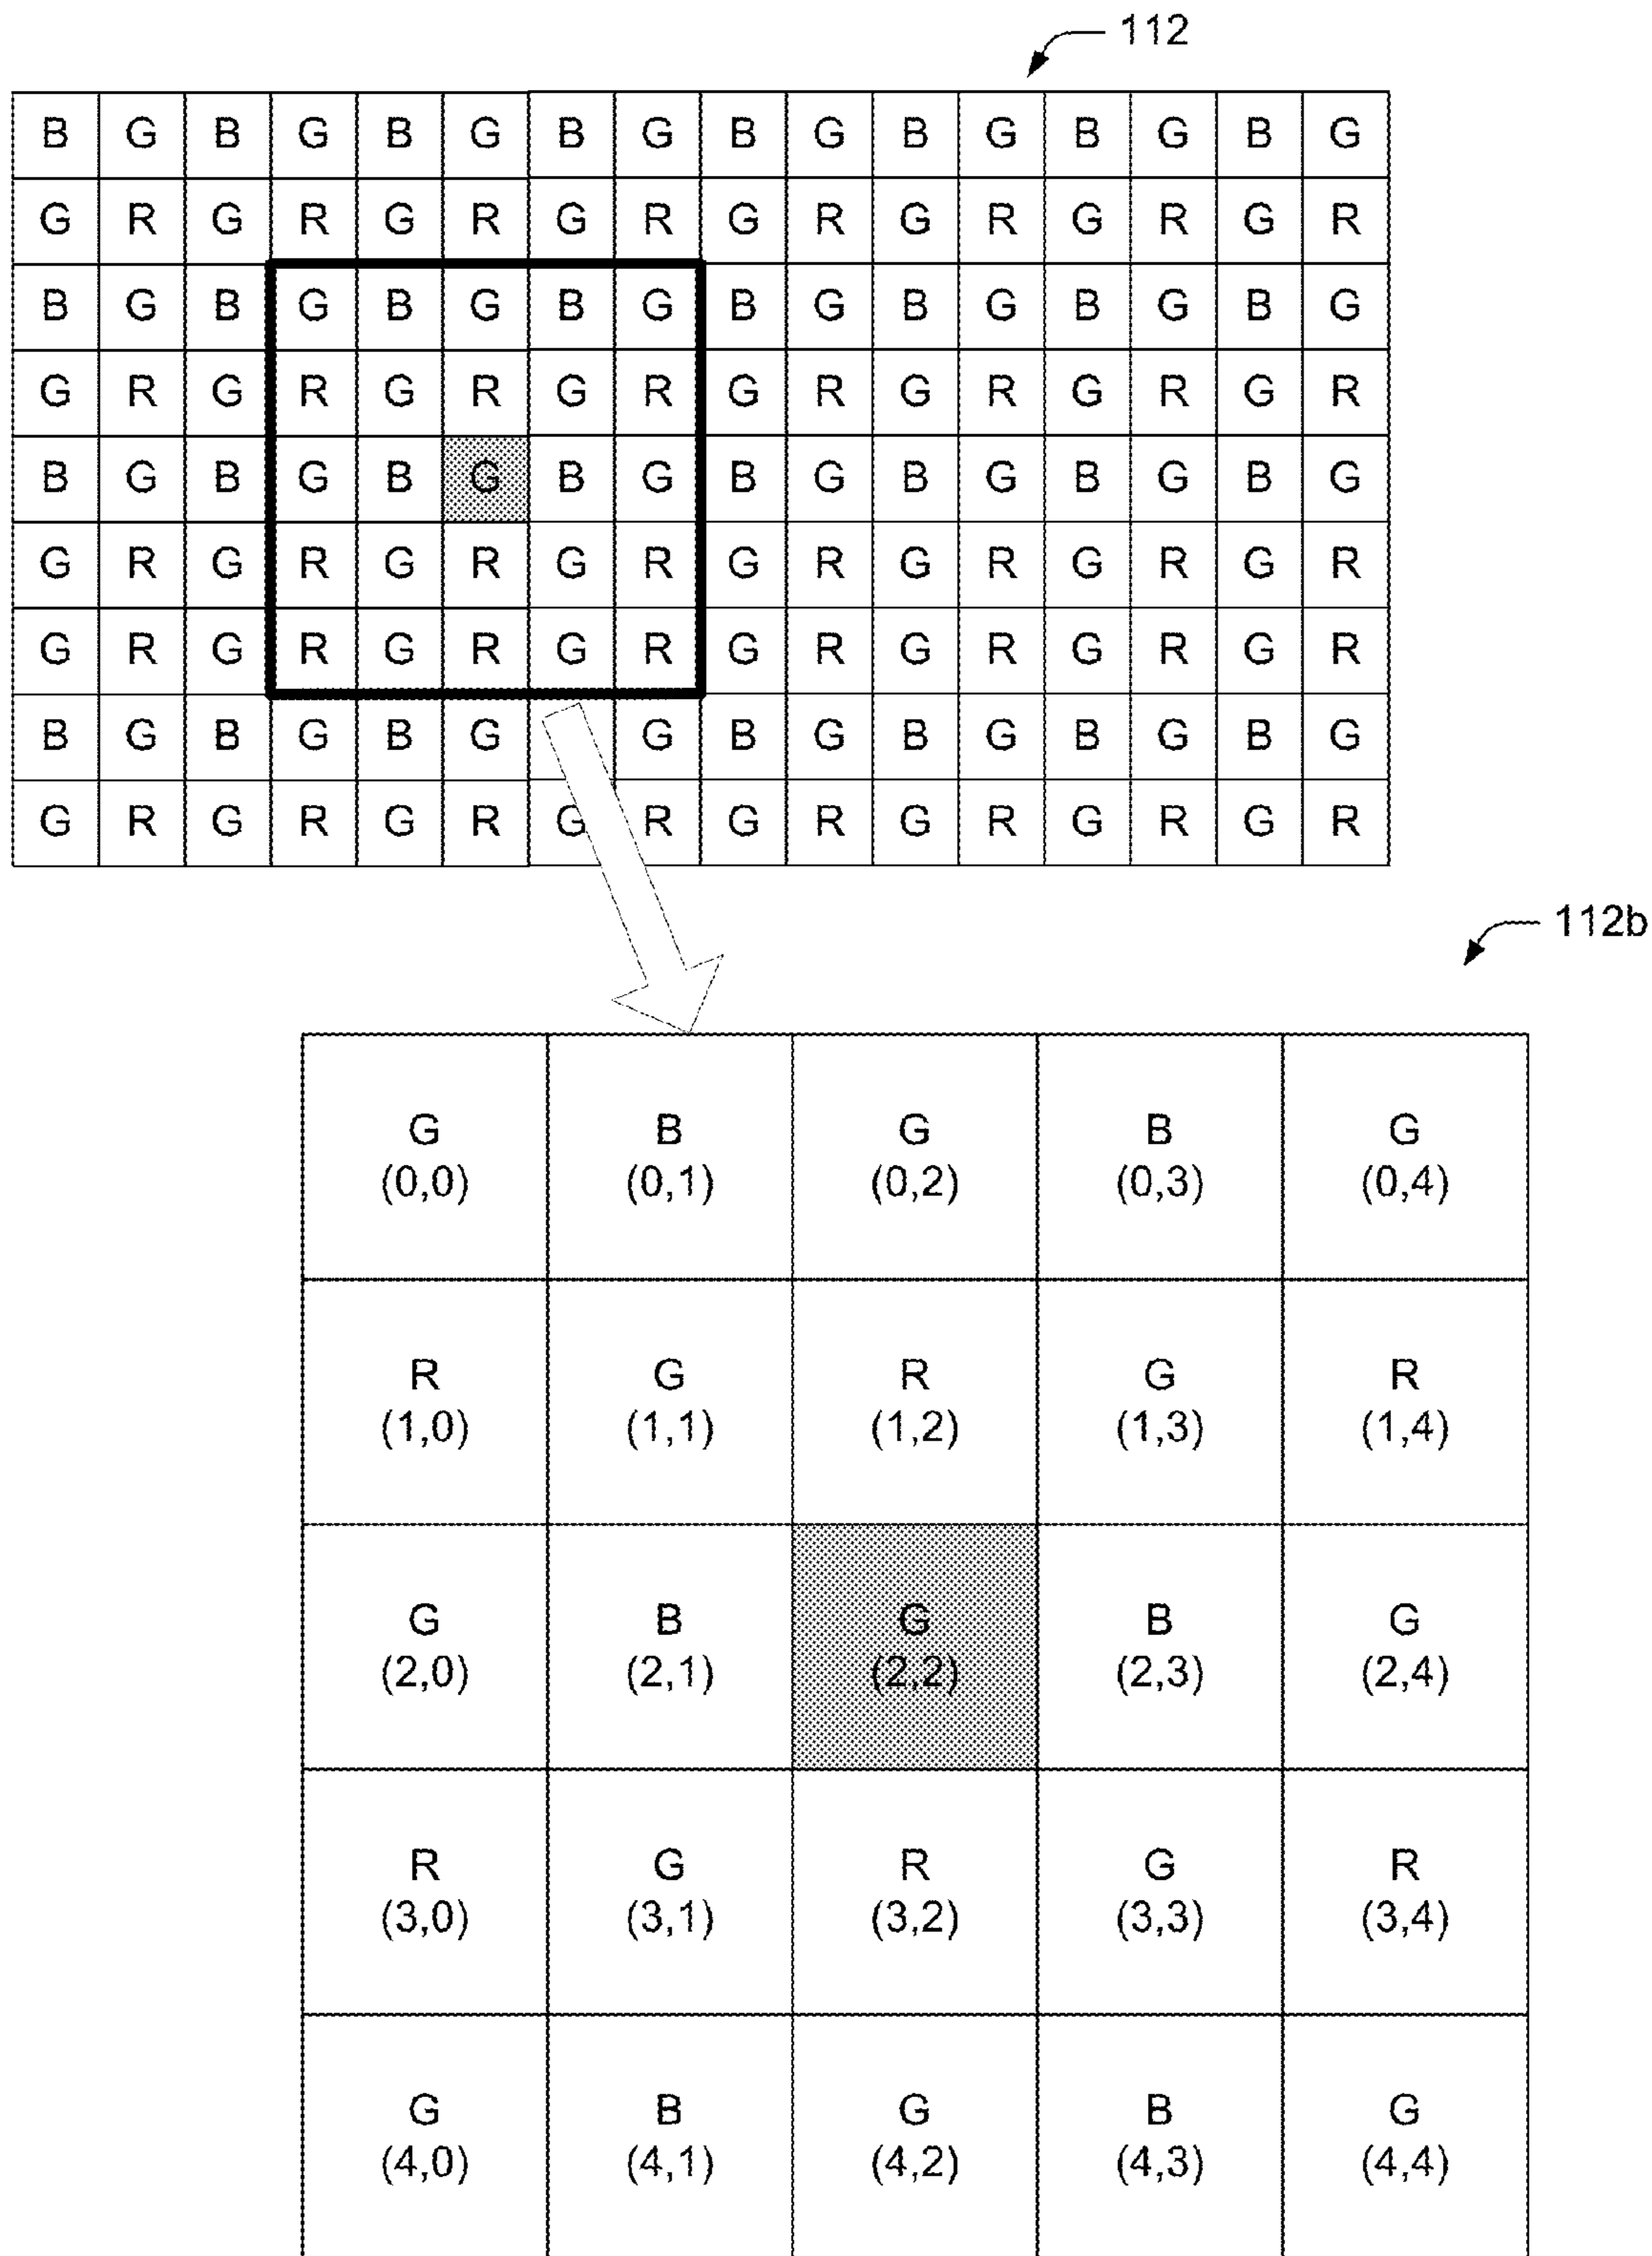 112
B G B G B G B G B G B G B G B G
G R G R G R G R G R G R G R G R
B G B G B G B G B G B G B G B G
G R G R G R G R G R G R G R G R
B G B G B G B G B G B G B G B G
G R G R G R G R G R G R G R G R
G R G R G R G R G R G R G R G R
B G B G B G G B G B G B G B G
G R G R G R G R G R G R G R G R
112b
G B G B G
(0,0) (0,1) (0,2) (0,3) (0,4)
R G R G R
(1,0) (1,1) (1,2) (1,3) (1,4)
G B G B G
(2,0) (2,1) (2,2) (2,3) (2,4)
R G R G R
(3,0) (3,1) (3,2) (3,3) (3,4)
G B G B G
(4,0) (4,1) (4,2) (4,3) (4,4)